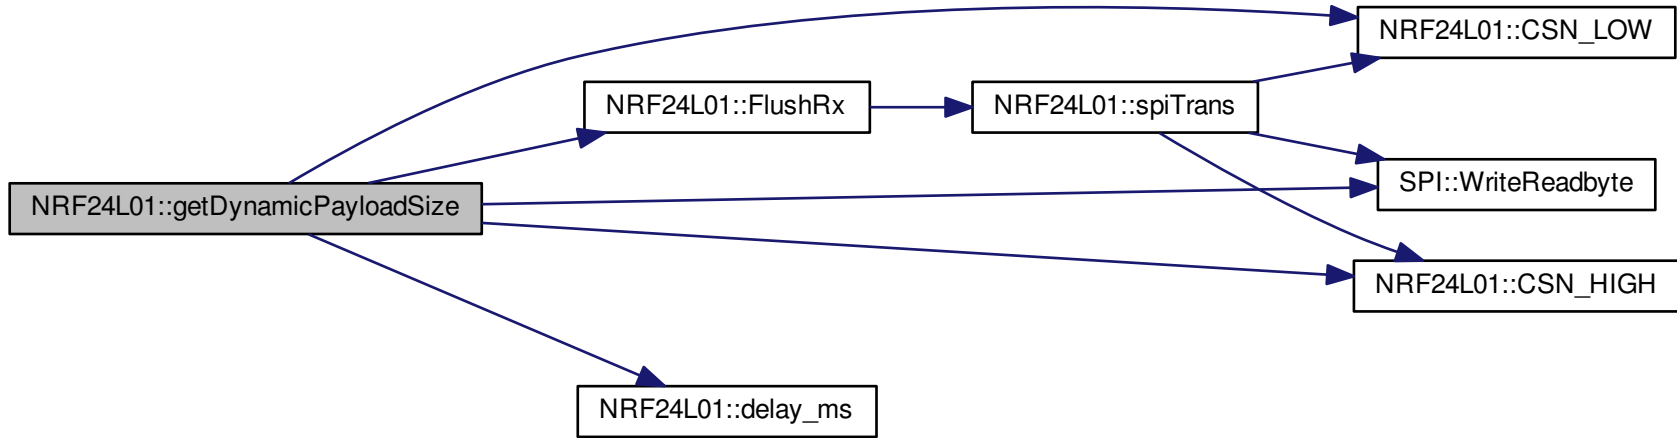 NRF24L01::CSN_LOW
NRF24L01::FlushRx
NRF24L01::spiTrans
SPI::WriteReadbyte
NRF24L01::getDynamicPayloadSize
NRF24L01::CSN_HIGH
NRF24L01::delay_ms